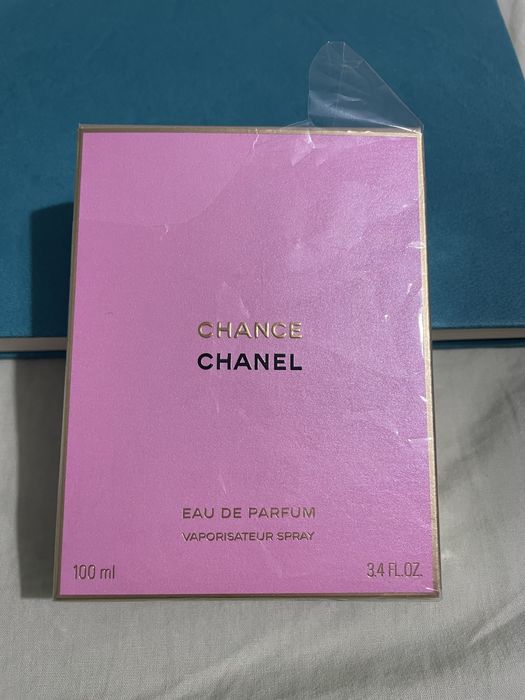 CHANCE
CHANEL
EAU DE PARFUM
VAPORISATEUR SPRAY
100 ml 3.4 FL.OZ.